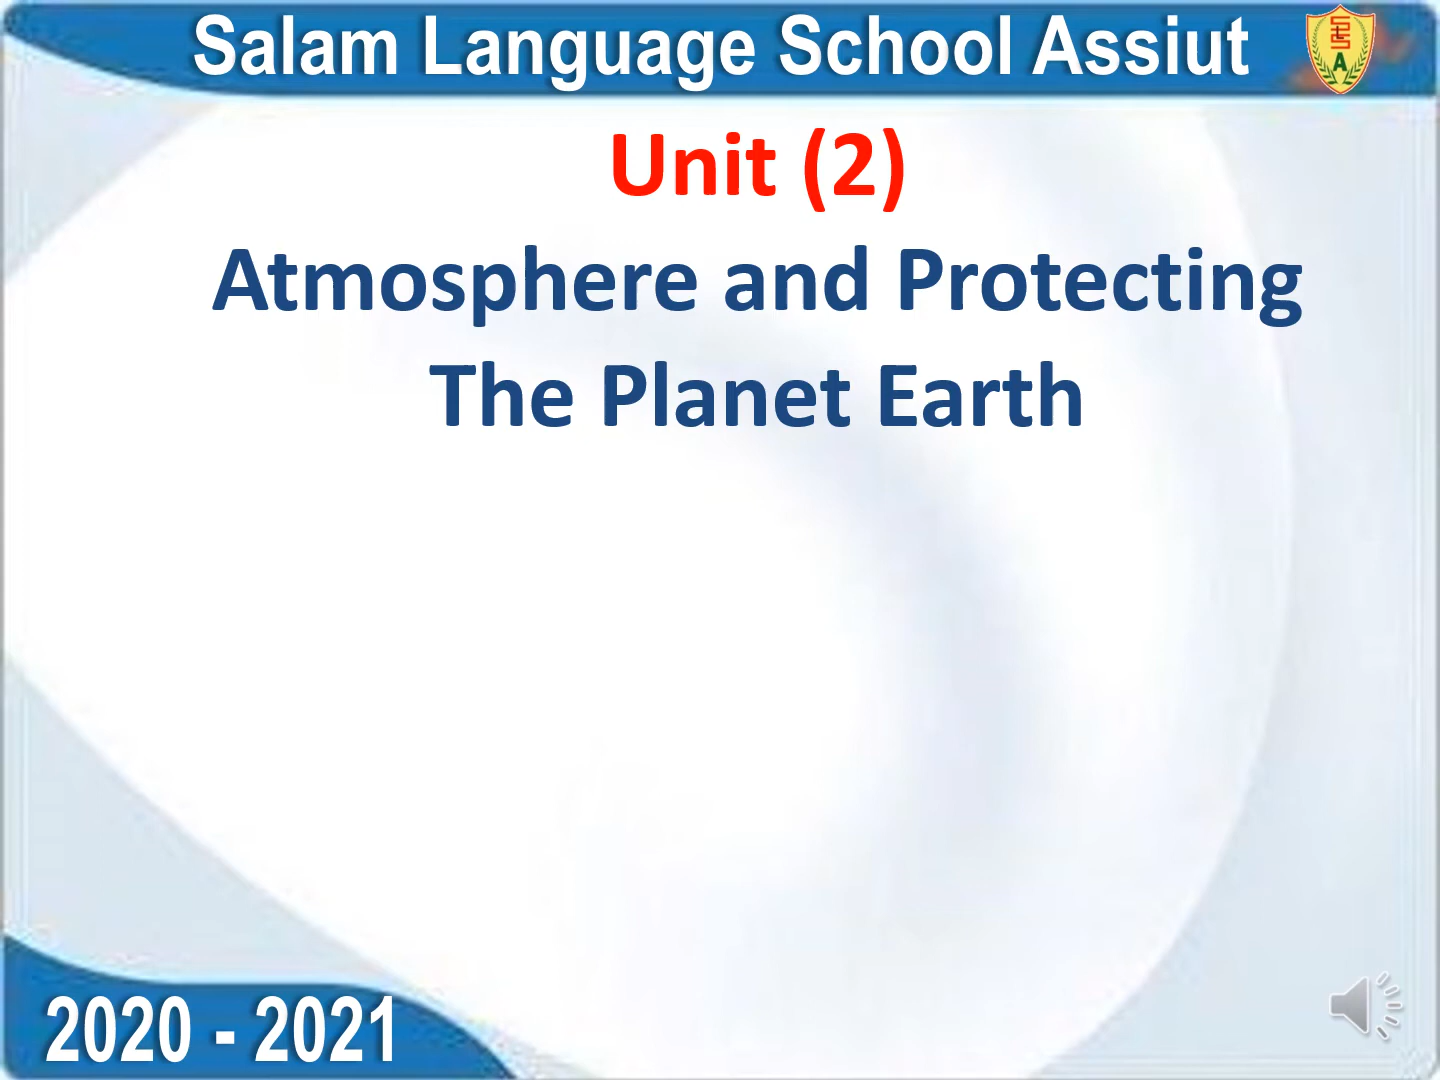 Salam Language School Assiut
Unit (2)
Atmosphere and Protecting
The Planet Earth
2020 - 2021